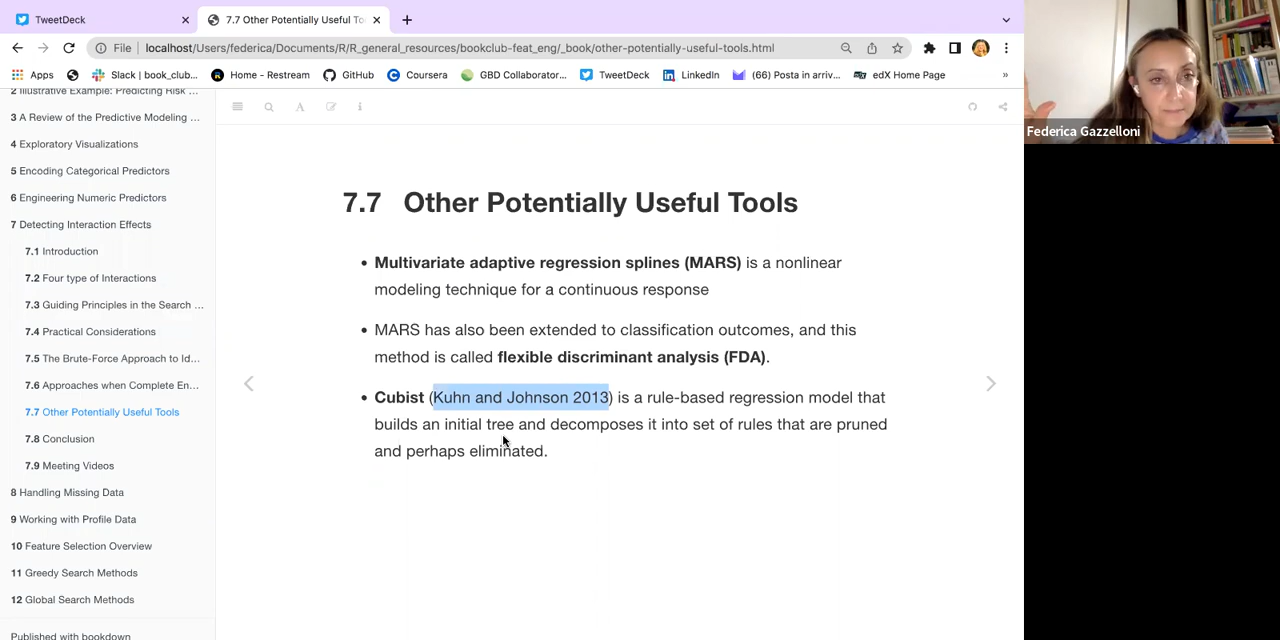 TweetDeck
7.7 Other Potentially Useful To
File
localhost/Users/federica/Documents/R/R_general_resources/bookclub-feat_eng/_book/other-potentially-useful-tools.html
Apps
Slack | book_club...
Home - Restream
GitHub
Coursera
GBD Collaborator...
TweetDeck
LinkedIn
(66) Posta in arriv...
edX Home Page
»
2 Illustrative Example: Predicting Risk ...
3 A Review of the Predictive Modeling ...
4 Exploratory Visualizations
5 Encoding Categorical Predictors
6 Engineering Numeric Predictors
7 Detecting Interaction Effects
7.1 Introduction
7.2 Four type of Interactions
7.3 Guiding Principles in the Search ...
7.4 Practical Considerations
7.5 The Brute-Force Approach to Id...
7.6 Approaches when Complete En...
7.7 Other Potentially Useful Tools
7.8 Conclusion
7.9 Meeting Videos
8 Handling Missing Data
9 Working with Profile Data
10 Feature Selection Overview
11 Greedy Search Methods
12 Global Search Methods
Published with bookdown
7.7 Other Potentially Useful Tools
• Multivariate adaptive regression splines (MARS) is a nonlinear
modeling technique for a continuous response
• MARS has also been extended to classification outcomes, and this
method is called flexible discriminant analysis (FDA).
• Cubist (Kuhn and Johnson 2013) is a rule-based regression model that
builds an initial tree and decomposes it into set of rules that are pruned
and perhaps eliminated.
Federica Gazzelloni